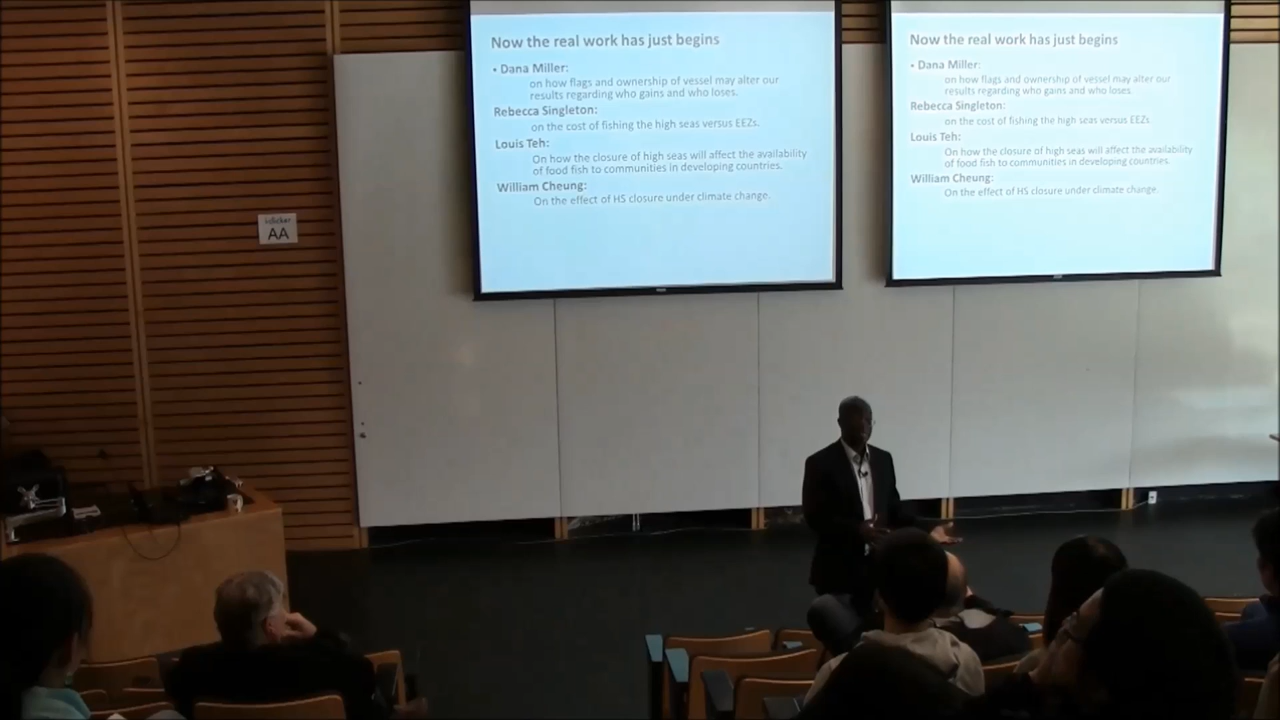 Now the real work has just begins
• Dana Miller:
on how flags and ownership of vessel may alter our
results regarding who gains and who loses.
Rebecca Singleton:
on the cost of fishing the high seas versus EEZs.
Louis Teh:
On how the closure of high seas will affect the availability
of food fish to communities in developing countries.
William Cheung:
On the effect of HS closure under climate change.
Now the real work has just begins
• Dana Miller:
on how flags and ownership of vessel may alter our
results regarding who gains and who loses.
Rebecca Singleton:
on the cost of fishing the high seas versus EEZs.
Louis Teh:
On how the closure of high seas will affect the availability
of food fish to communities in developing countries.
William Cheung:
On the effect of HS closure under climate change.
i-clicker
AA